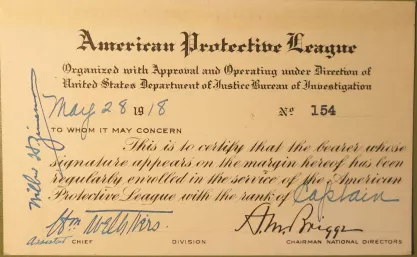 American Protective League
Organized with Approval and Operating under Direction of
United States Department of Justice Bureau of Investigation
May 28 1918 No 154
TO WHOM IT MAY CONCERN
This is to certify that the bearer whose
signature appears on the margin hereof has been
regularly enrolled in the service of the American
Protective League with the rank of Captain
A.M. Briggs
Assistant CHIEF DIVISION CHAIRMAN NATIONAL DIRECTORS